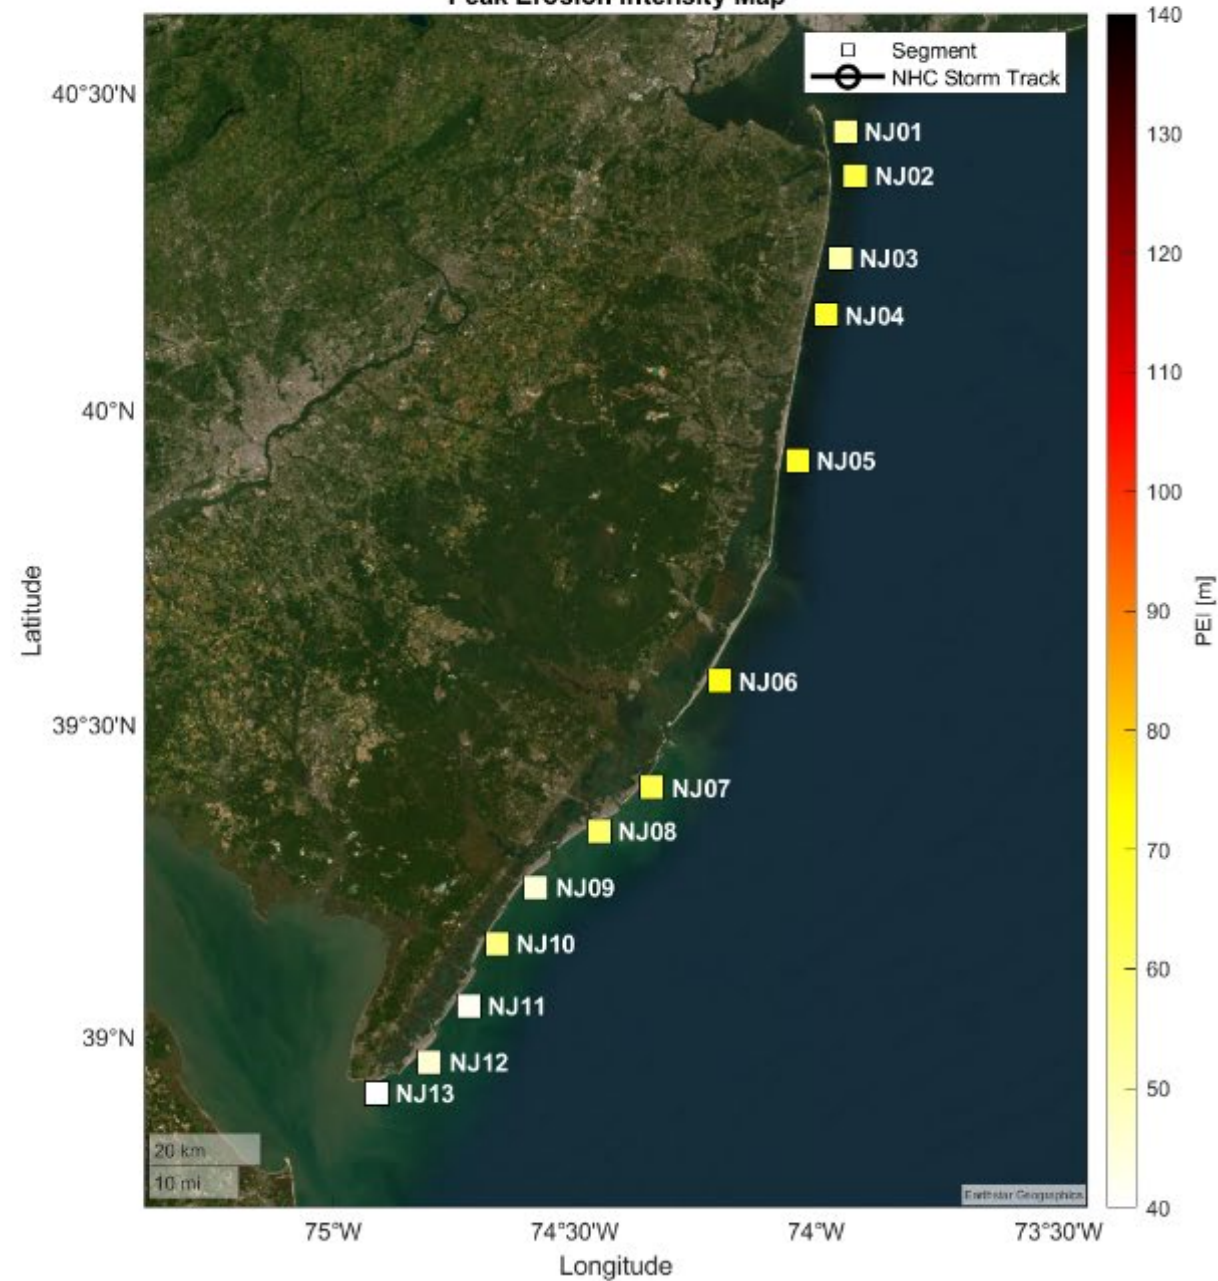 Peak Erosion Intensity Map
Segment
NHC Storm Track
40°30'N
40°N
39°30'N
39°N
Latitude
NJ01
NJ02
NJ03
NJ04
NJ05
NJ06
NJ07
NJ08
NJ09
NJ10
NJ11
NJ12
NJ13
20 km
10 mi
Earthstar Geographics
75°W
74°30'W
74°W
73°30'W
Longitude
140
130
120
110
100
90
80
70
60
50
40
PEI [m]